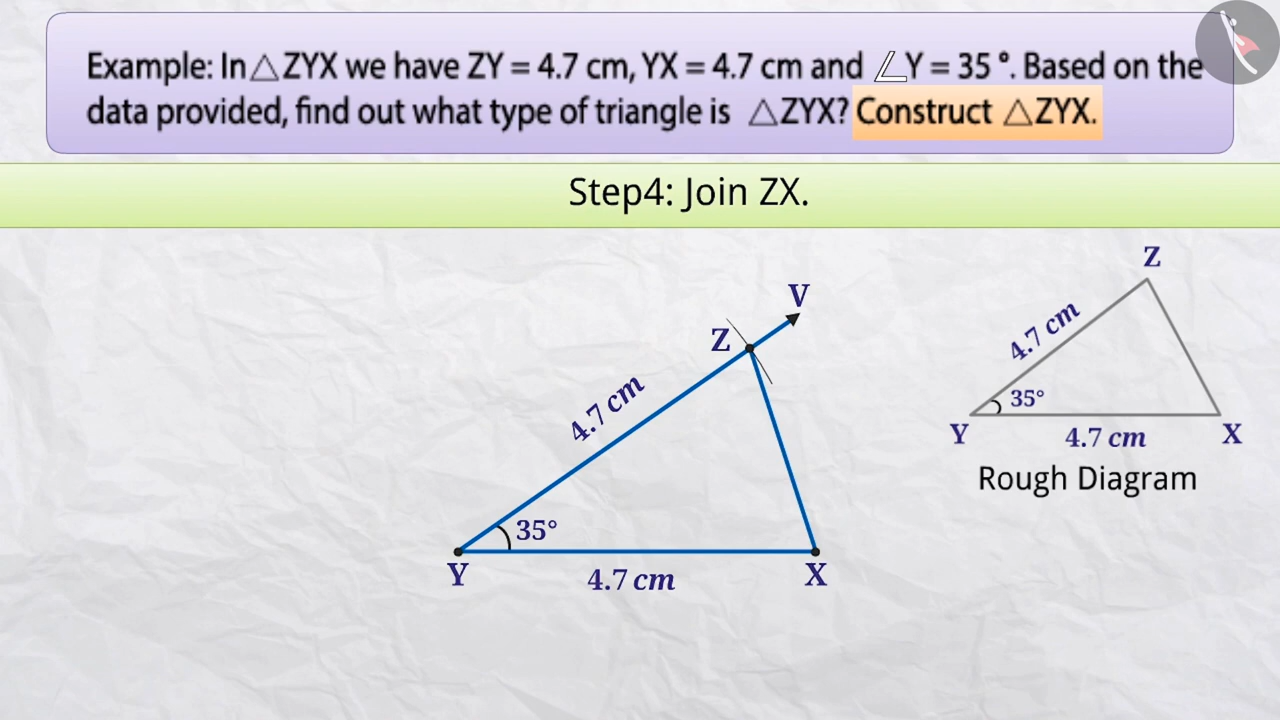 Example: In △ZYX we have ZY = 4.7 cm, YX = 4.7 cm and ∠Y = 35 °. Based on the
data provided, find out what type of triangle is △ZYX? Construct △ZYX.
Step4: Join ZX.
V
Z
4.7 cm
35°
Y
X
4.7 cm
Z
4.7 cm
35°
Y
4.7 cm
X
Rough Diagram